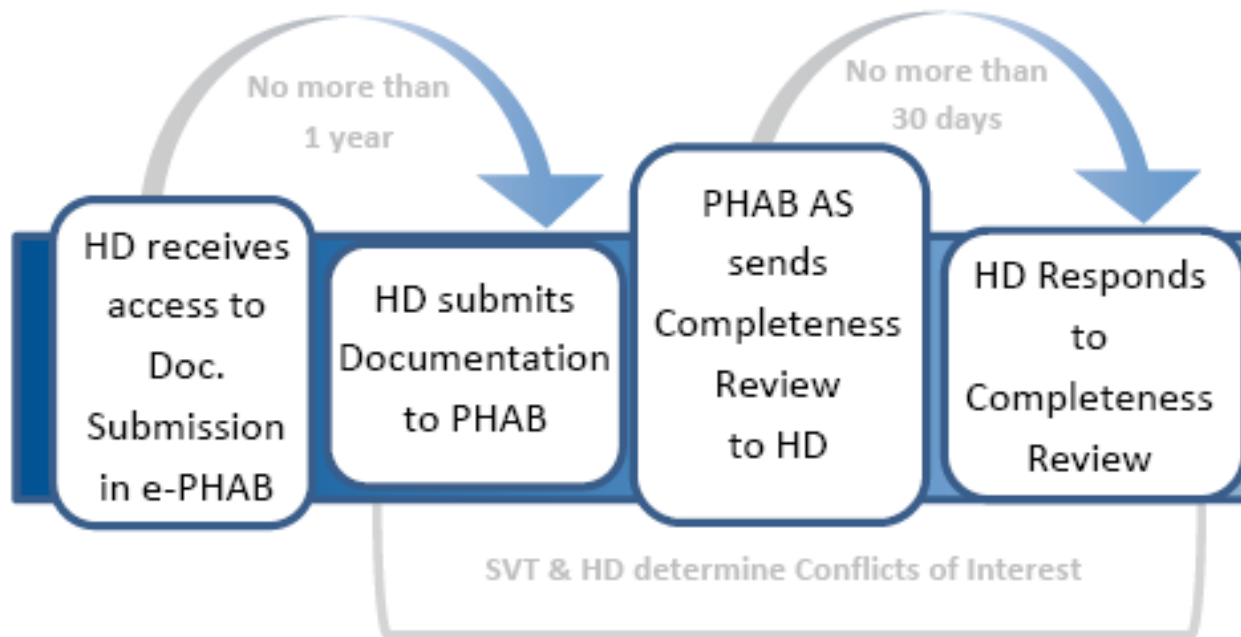 No more than
1 year
No more than
30 days
HD receives
access to
Doc.
Submission
in e-PHAB
HD submits
Documentation
to PHAB
PHAB AS
sends
Completeness
Review
to HD
HD Responds
to
Completeness
Review
SVT & HD determine Conflicts of Interest